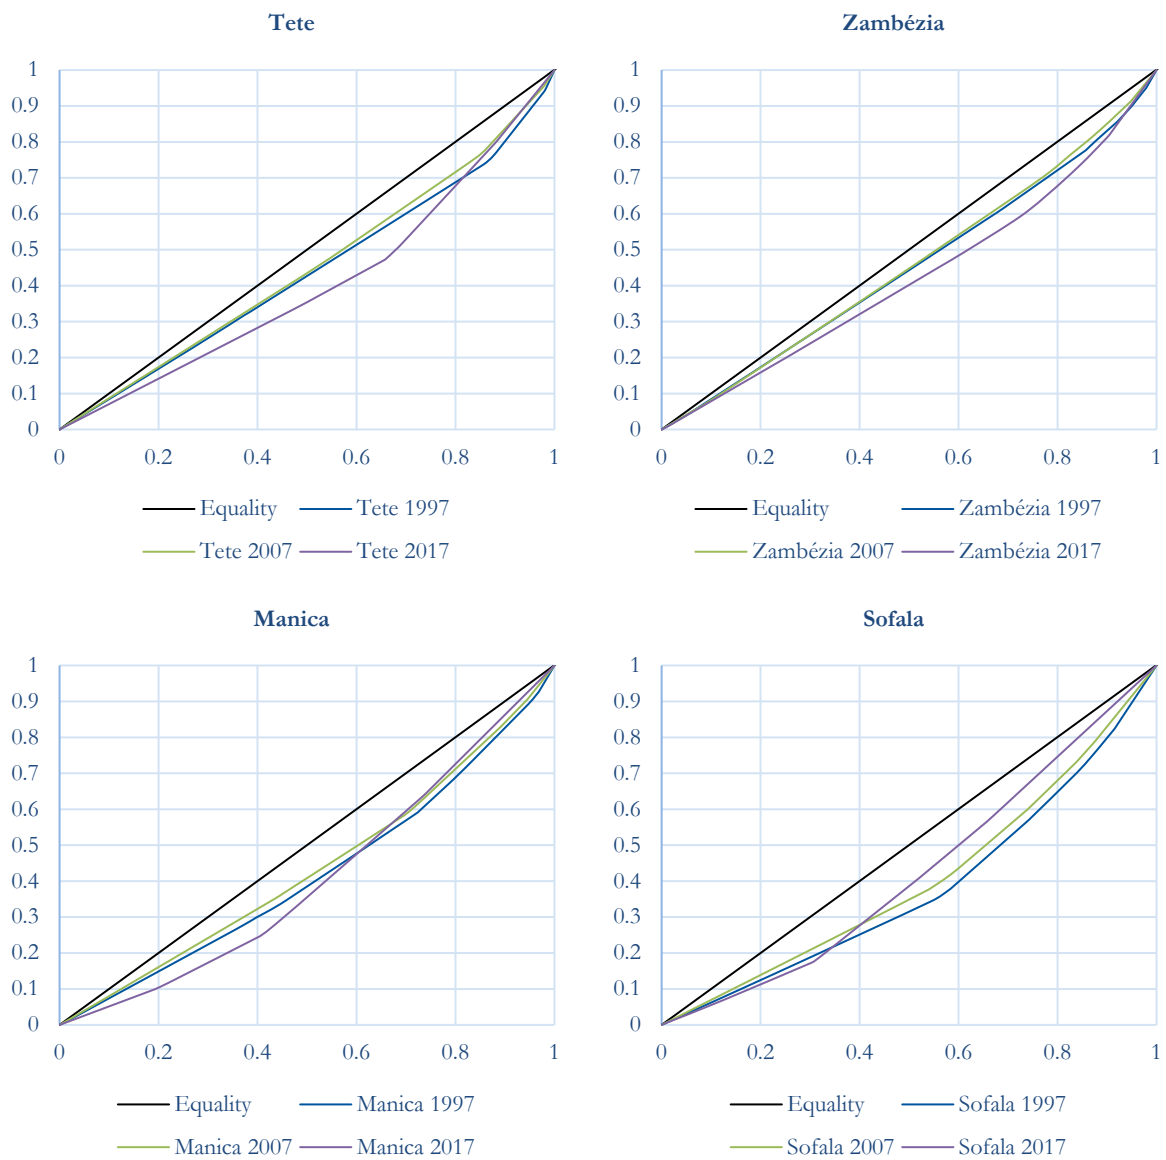 Tete
1
0.9
0.8
0.7
0.6
0.5
0.4
0.3
0.2
0.1
0
0 0.2 0.4 0.6 0.8 1
Equality Tete 1997
Tete 2007 Tete 2017
Zambézia
1
0.9
0.8
0.7
0.6
0.5
0.4
0.3
0.2
0.1
0
0 0.2 0.4 0.6 0.8 1
Equality Zambézia 1997
Zambézia 2007 Zambézia 2017
Manica
1
0.9
0.8
0.7
0.6
0.5
0.4
0.3
0.2
0.1
0
0 0.2 0.4 0.6 0.8 1
Equality Manica 1997
Manica 2007 Manica 2017
Sofala
1
0.9
0.8
0.7
0.6
0.5
0.4
0.3
0.2
0.1
0
0 0.2 0.4 0.6 0.8 1
Equality Sofala 1997
Sofala 2007 Sofala 2017